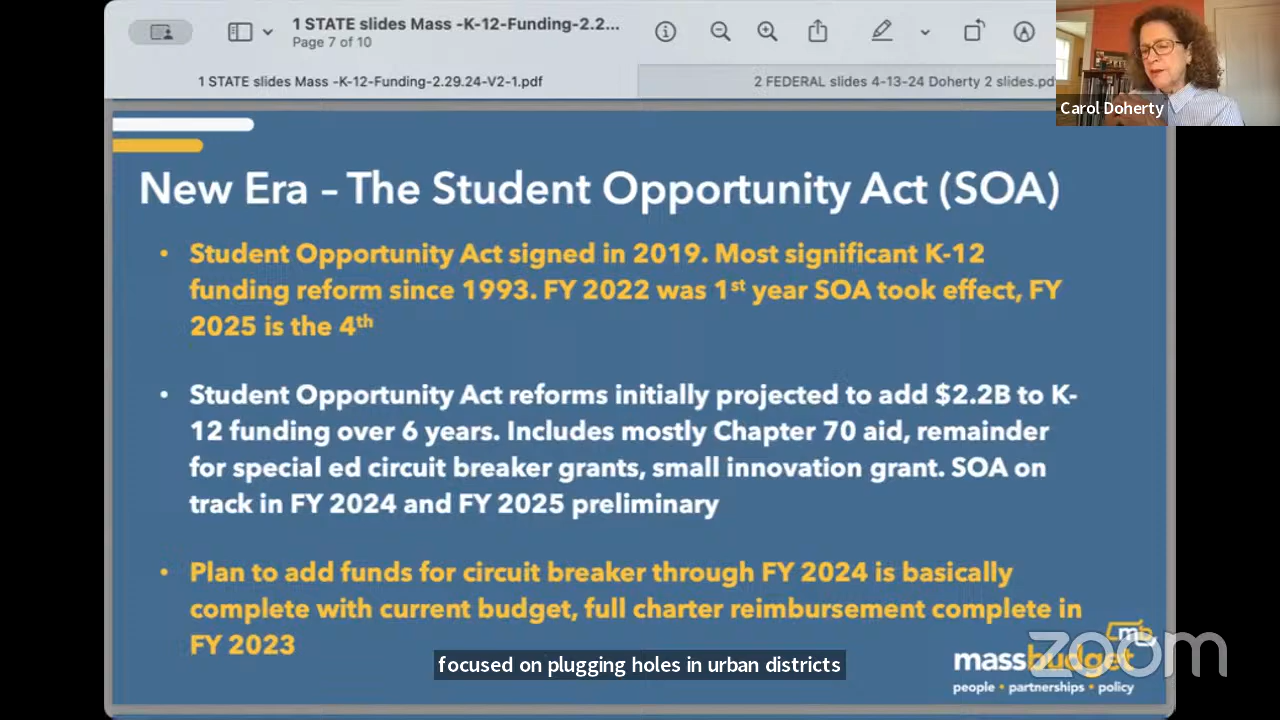 1 STATE slides Mass -K-12-Funding-2.2...
Page 7 of 10
1 STATE slides Mass -K-12-Funding-2.29.24-V2-1.pdf
2 FEDERAL slides 4-13-24 Doherty 2 slides.pd
Carol Doherty
New Era – The Student Opportunity Act (SOA)
• Student Opportunity Act signed in 2019. Most significant K-12
funding reform since 1993. FY 2022 was 1st year SOA took effect, FY
2025 is the 4th
• Student Opportunity Act reforms initially projected to add $2.2B to K-
12 funding over 6 years. Includes mostly Chapter 70 aid, remainder
for special ed circuit breaker grants, small innovation grant. SOA on
track in FY 2024 and FY 2025 preliminary
• Plan to add funds for circuit breaker through FY 2024 is basically
complete with current budget, full charter reimbursement complete in
FY 2023
mb
massbudget
people • partnerships • policy
zoom
focused on plugging holes in urban districts